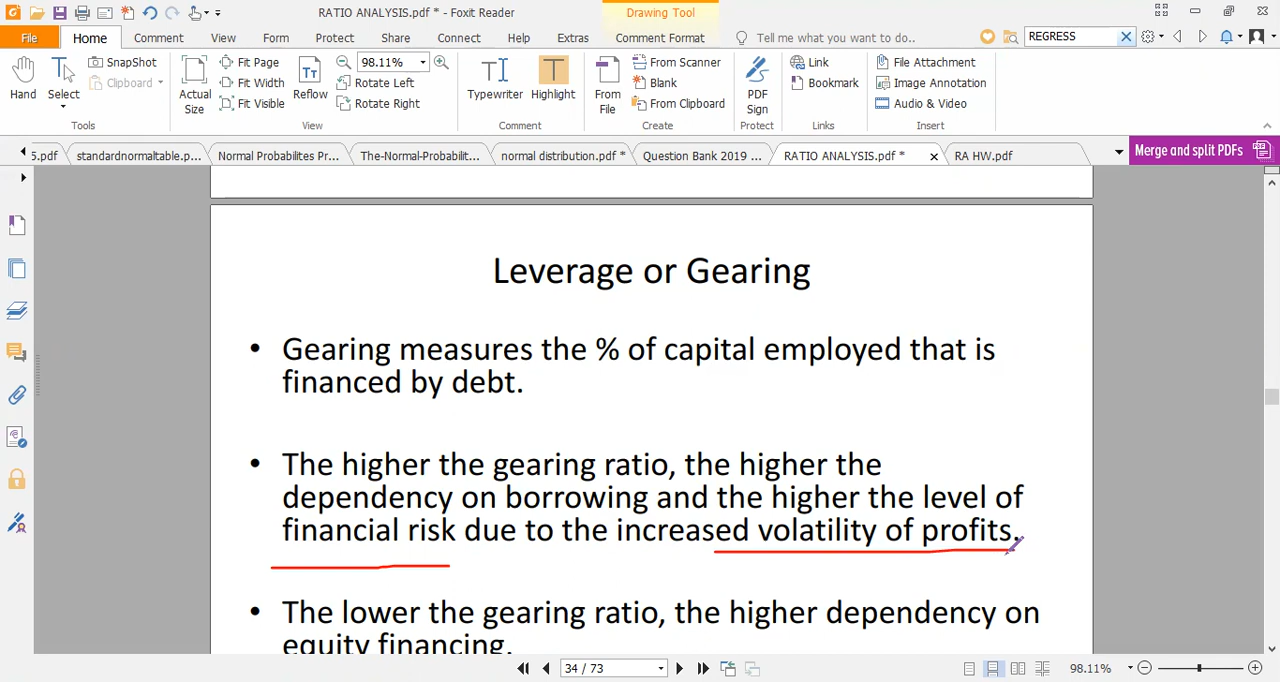 RATIO ANALYSIS.pdf * - Foxit Reader
Drawing Tool
File Home Comment View Form Protect Share Connect Help Extras Comment Format Tell me what you want to do.. REGRESS
Hand
Select
SnapShot
Clipboard
Actual Size
Fit Page
Fit Width
Fit Visible
Reflow
98.11%
Rotate Left
Rotate Right
Typewriter
Highlight
From File
From Scanner
Blank
From Clipboard
PDF Sign
Link
Bookmark
File Attachment
Image Annotation
Audio & Video
Tools View Comment Create Protect Links Insert
5.pdf standardnormaltable.p... Normal Probabilites Pr... The-Normal-Probabilit... normal distribution.pdf * Question Bank 2019 ... RATIO ANALYSIS.pdf * RA HW.pdf Merge and split PDFs
Leverage or Gearing
• Gearing measures the % of capital employed that is
financed by debt.
• The higher the gearing ratio, the higher the
dependency on borrowing and the higher the level of
financial risk due to the increased volatility of profits.
• The lower the gearing ratio, the higher dependency on
equity financing.
34 / 73
98.11%